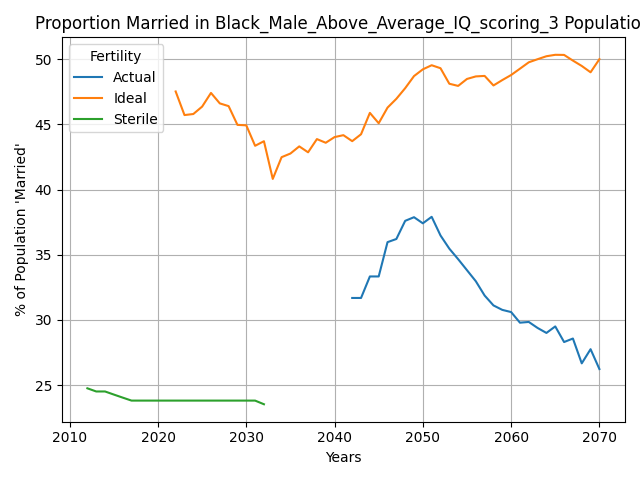 Proportion Married in Black_Male_Above_Average_IQ_scoring_3 Populatio
Fertility
Actual
Ideal
Sterile
50
45
40
35
30
25
% of Population 'Married'
2010 2020 2030 2040 2050 2060 2070
Years